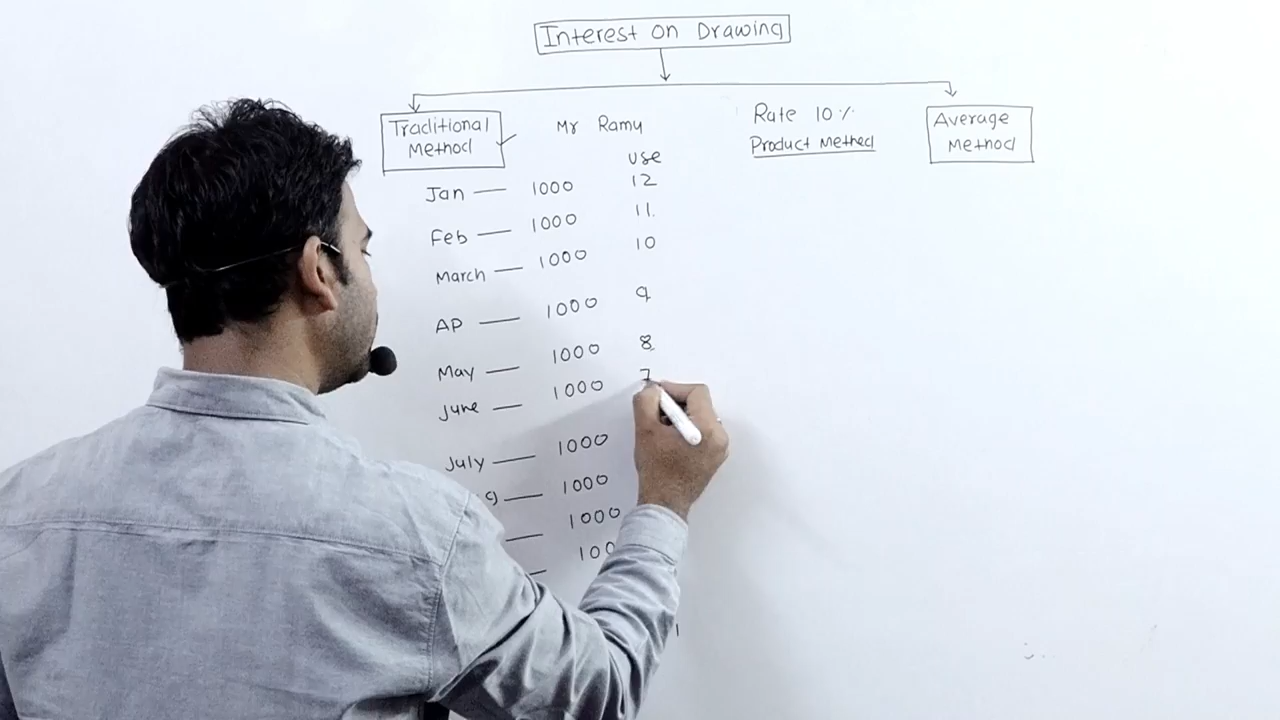 Interest on Drawing
Traditional Method
Mr Ramu
Rate 10%
Product Method
Average Method
Use
Jan — 1000 12
Feb — 1000 11
March — 1000 10
AP — 1000 9
May — 1000 8
June — 1000 7
July — 1000
g — 1000
— 1000
— 100